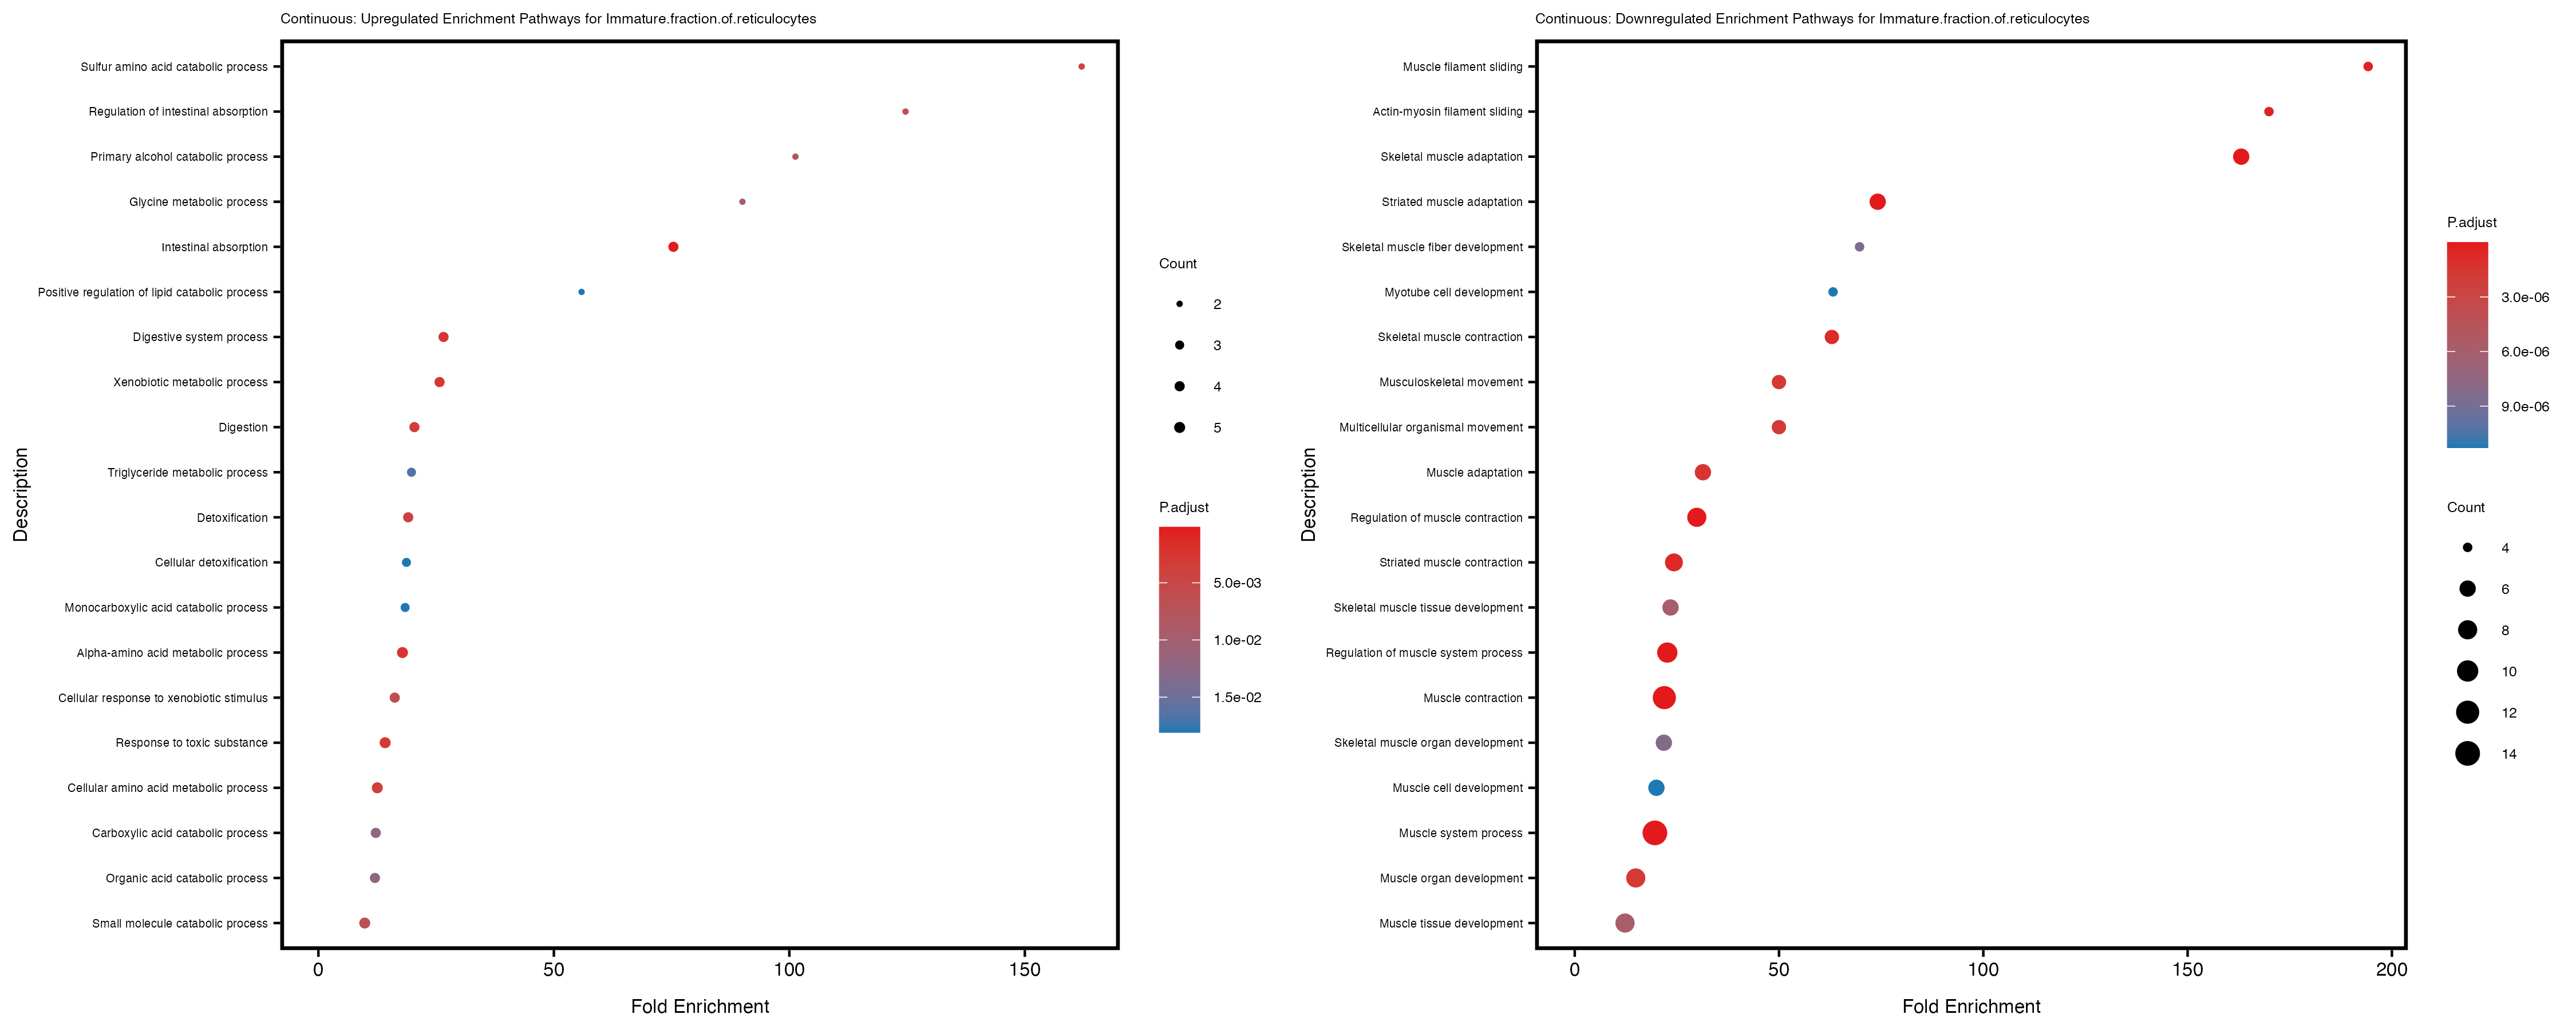 Continuous: Upregulated Enrichment Pathways for Immature.fraction.of.reticulocytes
Description
Sulfur amino acid catabolic process
Regulation of intestinal absorption
Primary alcohol catabolic process
Glycine metabolic process
Intestinal absorption
Positive regulation of lipid catabolic process
Digestive system process
Xenobiotic metabolic process
Digestion
Triglyceride metabolic process
Detoxification
Cellular detoxification
Monocarboxylic acid catabolic process
Alpha-amino acid metabolic process
Cellular response to xenobiotic stimulus
Response to toxic substance
Cellular amino acid metabolic process
Carboxylic acid catabolic process
Organic acid catabolic process
Small molecule catabolic process
0 50 100 150
Fold Enrichment
Count
2
3
4
5
P.adjust
5.0e-03
1.0e-02
1.5e-02
Continuous: Downregulated Enrichment Pathways for Immature.fraction.of.reticulocytes
Description
Muscle filament sliding
Actin-myosin filament sliding
Skeletal muscle adaptation
Striated muscle adaptation
Skeletal muscle fiber development
Myotube cell development
Skeletal muscle contraction
Musculoskeletal movement
Multicellular organismal movement
Muscle adaptation
Regulation of muscle contraction
Striated muscle contraction
Skeletal muscle tissue development
Regulation of muscle system process
Muscle contraction
Skeletal muscle organ development
Muscle cell development
Muscle system process
Muscle organ development
Muscle tissue development
0 50 100 150 200
Fold Enrichment
P.adjust
3.0e-06
6.0e-06
9.0e-06
Count
4
6
8
10
12
14